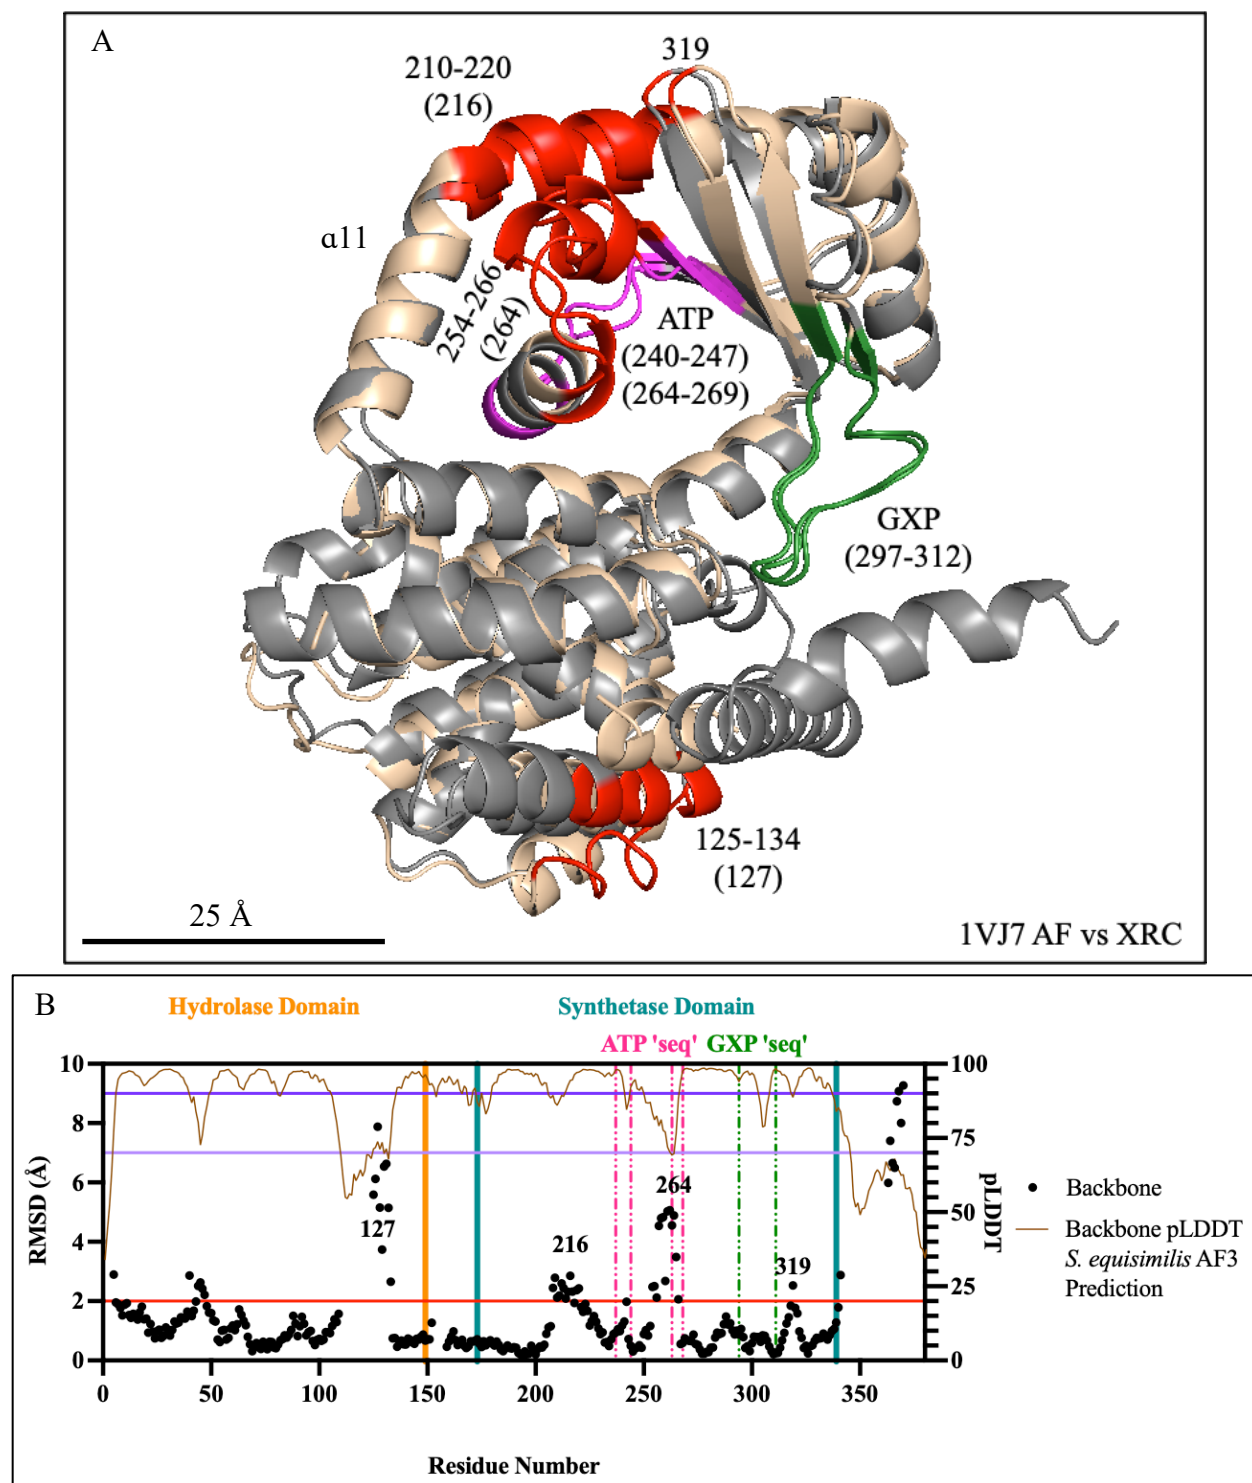 A
319
210-220
(216)
α11
254-266
(264)
ATP
(240-247)
(264-269)
GXP
(297-312)
125-134
(127)
25 Å
1VJ7 AF vs XRC
B
Hydrolase Domain
Synthetase Domain
ATP 'seq'
GXP 'seq'
10
8
6
4
2
0
RMSD (Å)
100
75
50
25
0
pLDDT
127
216
264
319
0
50
100
150
200
250
300
350
Residue Number
Backbone
Backbone pLDDT
S. equisimilis AF3
Prediction